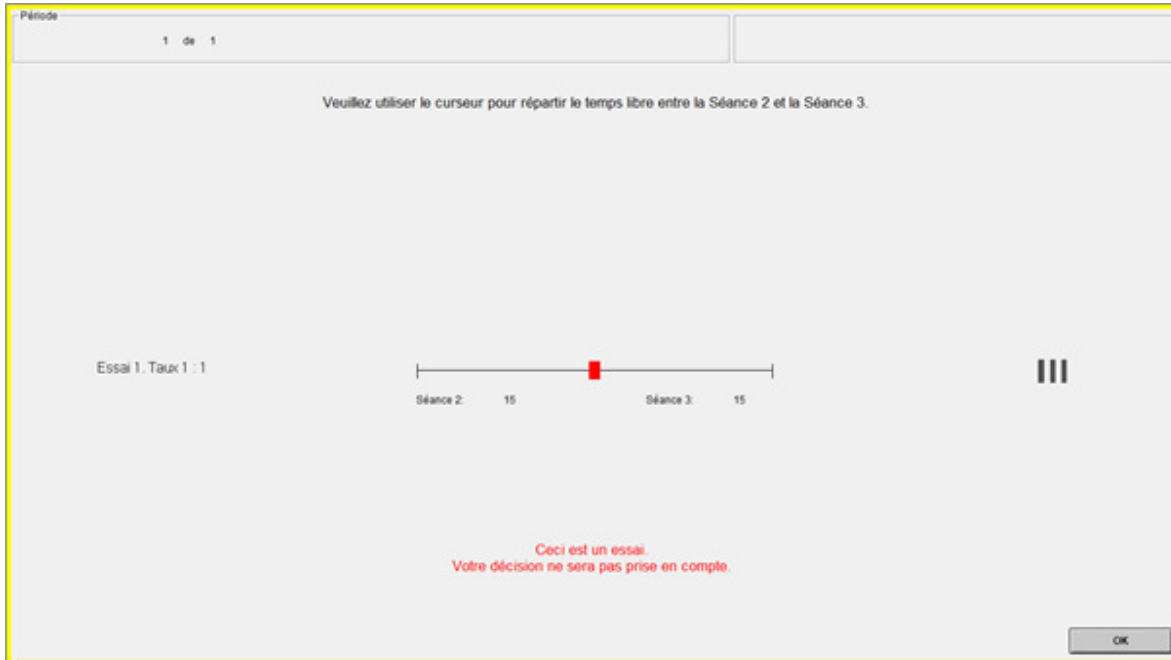 Période
1 de 1
Veuillez utiliser le curseur pour répartir le temps libre entre la Séance 2 et la Séance 3.
Essai 1. Taux 1 : 1
Séance 2: 15 Séance 3: 15
Ceci est un essai.
Votre décision ne sera pas prise en compte.
OK